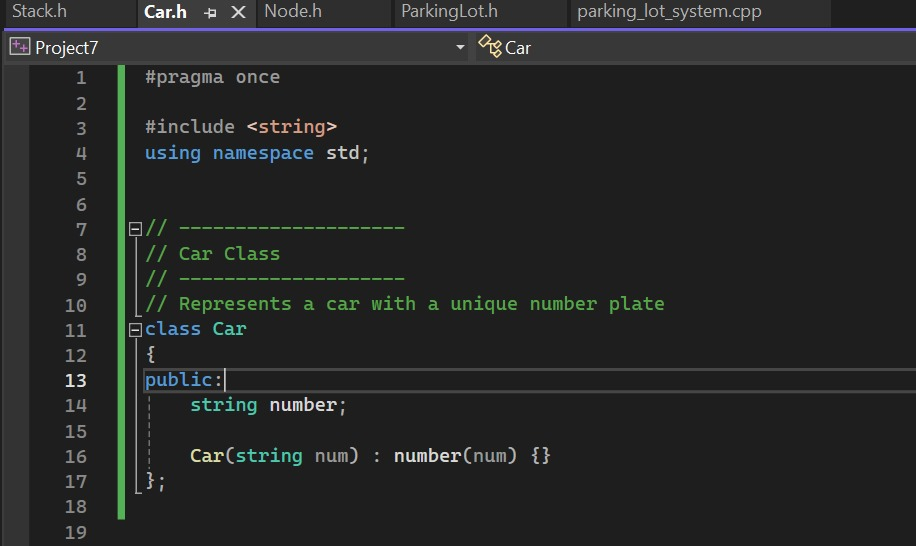 Stack.h Car.h Node.h ParkingLot.h parking_lot_system.cpp
Project7 Car
1 #pragma once
2
3 #include <string>
4 using namespace std;
5
6
7 // --------------------
8 // Car Class
9 // --------------------
10 // Represents a car with a unique number plate
11 class Car
12 {
13 public:
14     string number;
15
16     Car(string num) : number(num) {}
17 };
18
19